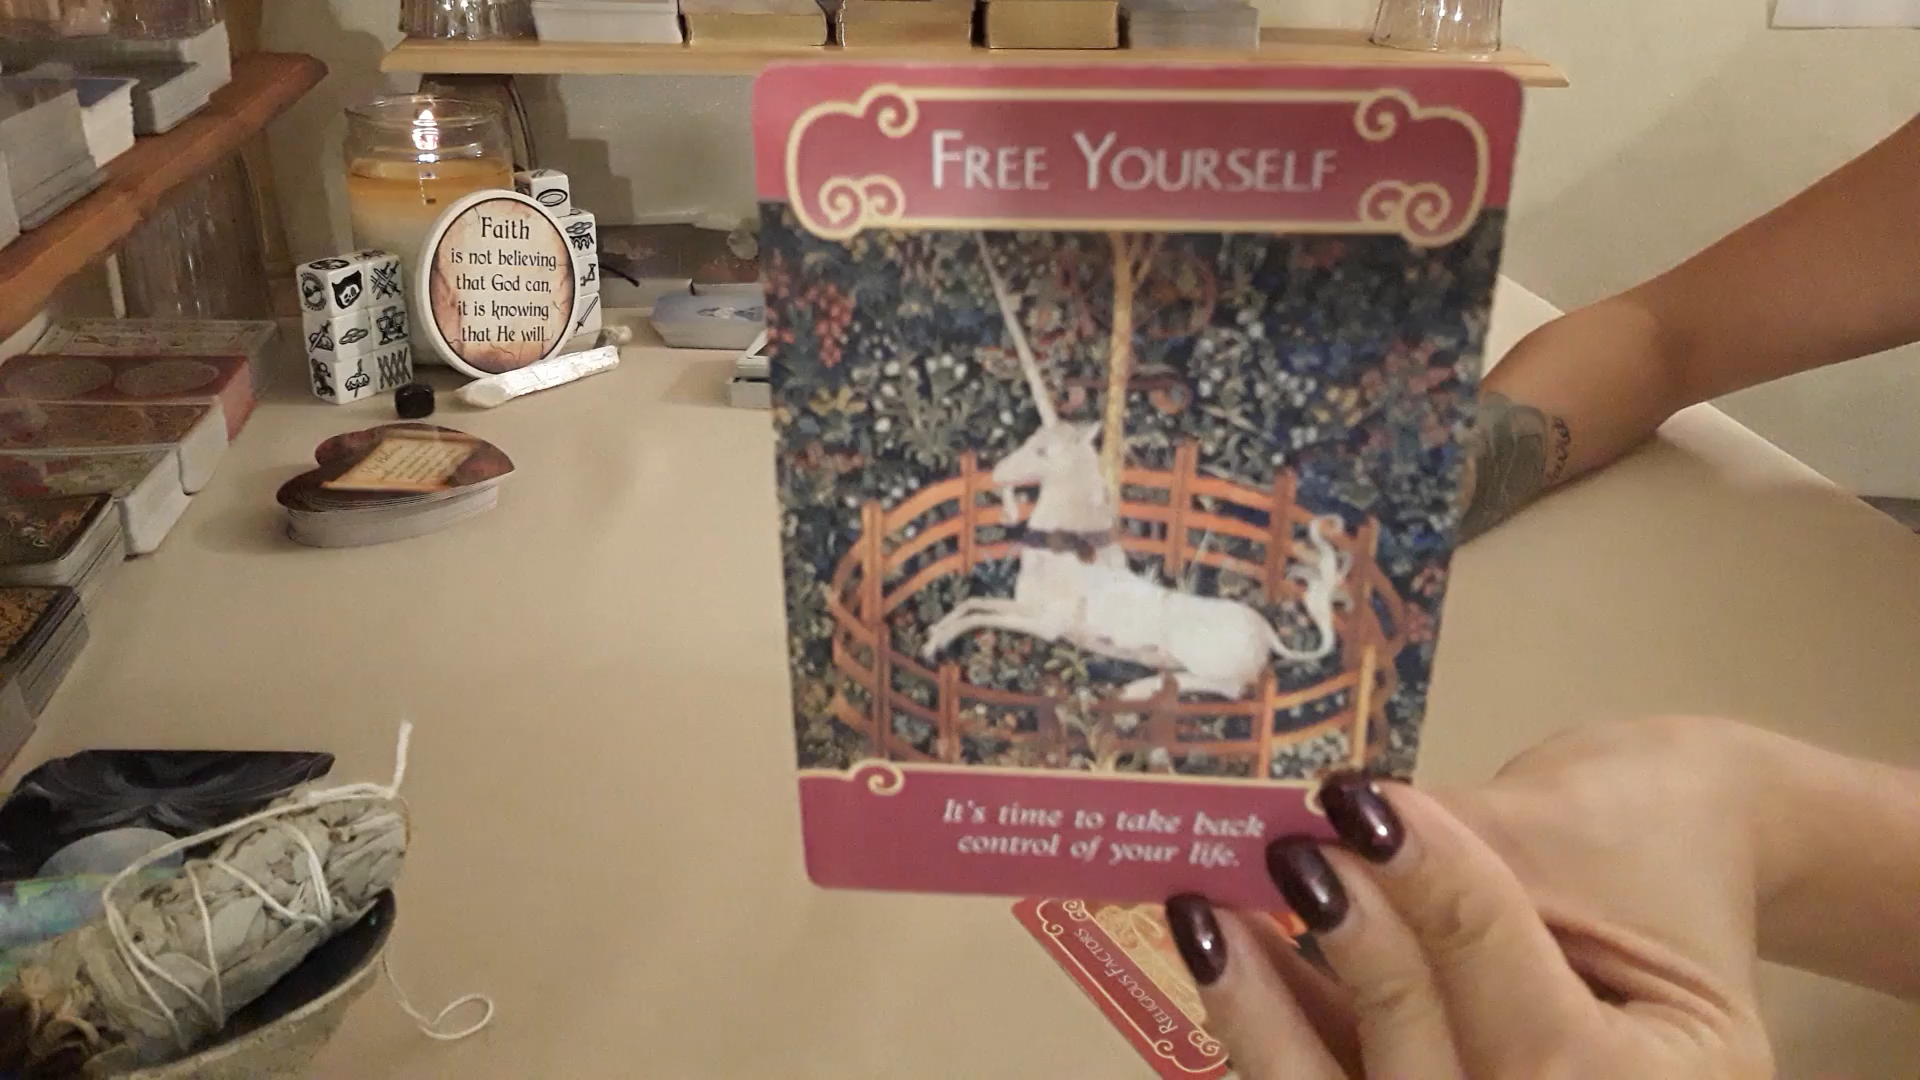 FREE YOURSELF
It's time to take back
control of your life.
Faith
is not believing
that God can,
it is knowing
that He will
RELIGIOUS FACTORS